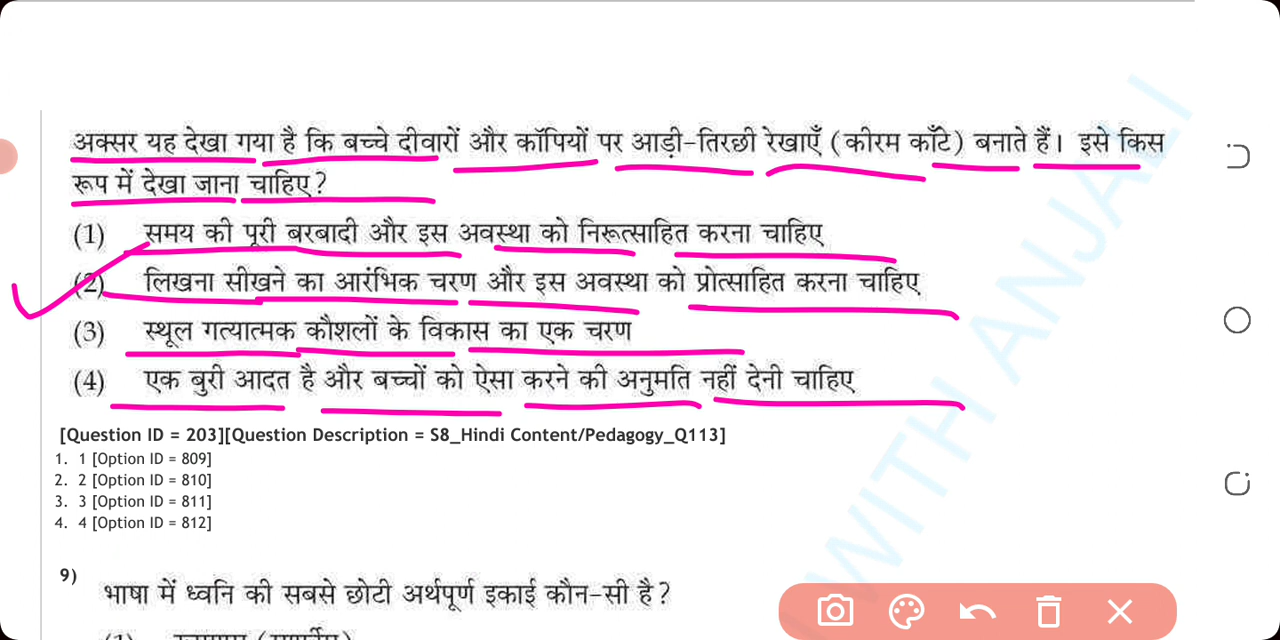 अक्सर यह देखा गया है कि बच्चे दीवारों और कॉपियों पर आड़ी-तिरछी रेखाएँ (कीरम काँटे) बनाते हैं। इसे किस
रूप में देखा जाना चाहिए?
(1) समय की पूरी बरबादी और इस अवस्था को निरूत्साहित करना चाहिए
(2) लिखना सीखने का आरंभिक चरण और इस अवस्था को प्रोत्साहित करना चाहिए
(3) स्थूल गत्यात्मक कौशलों के विकास का एक चरण
(4) एक बुरी आदत है और बच्चों को ऐसा करने की अनुमति नहीं देनी चाहिए
[Question ID = 203][Question Description = S8_Hindi Content/Pedagogy_Q113]
1. 1 [Option ID = 809]
2. 2 [Option ID = 810]
3. 3 [Option ID = 811]
4. 4 [Option ID = 812]
9)
भाषा में ध्वनि की सबसे छोटी अर्थपूर्ण इकाई कौन-सी है?
WITH ANJALI